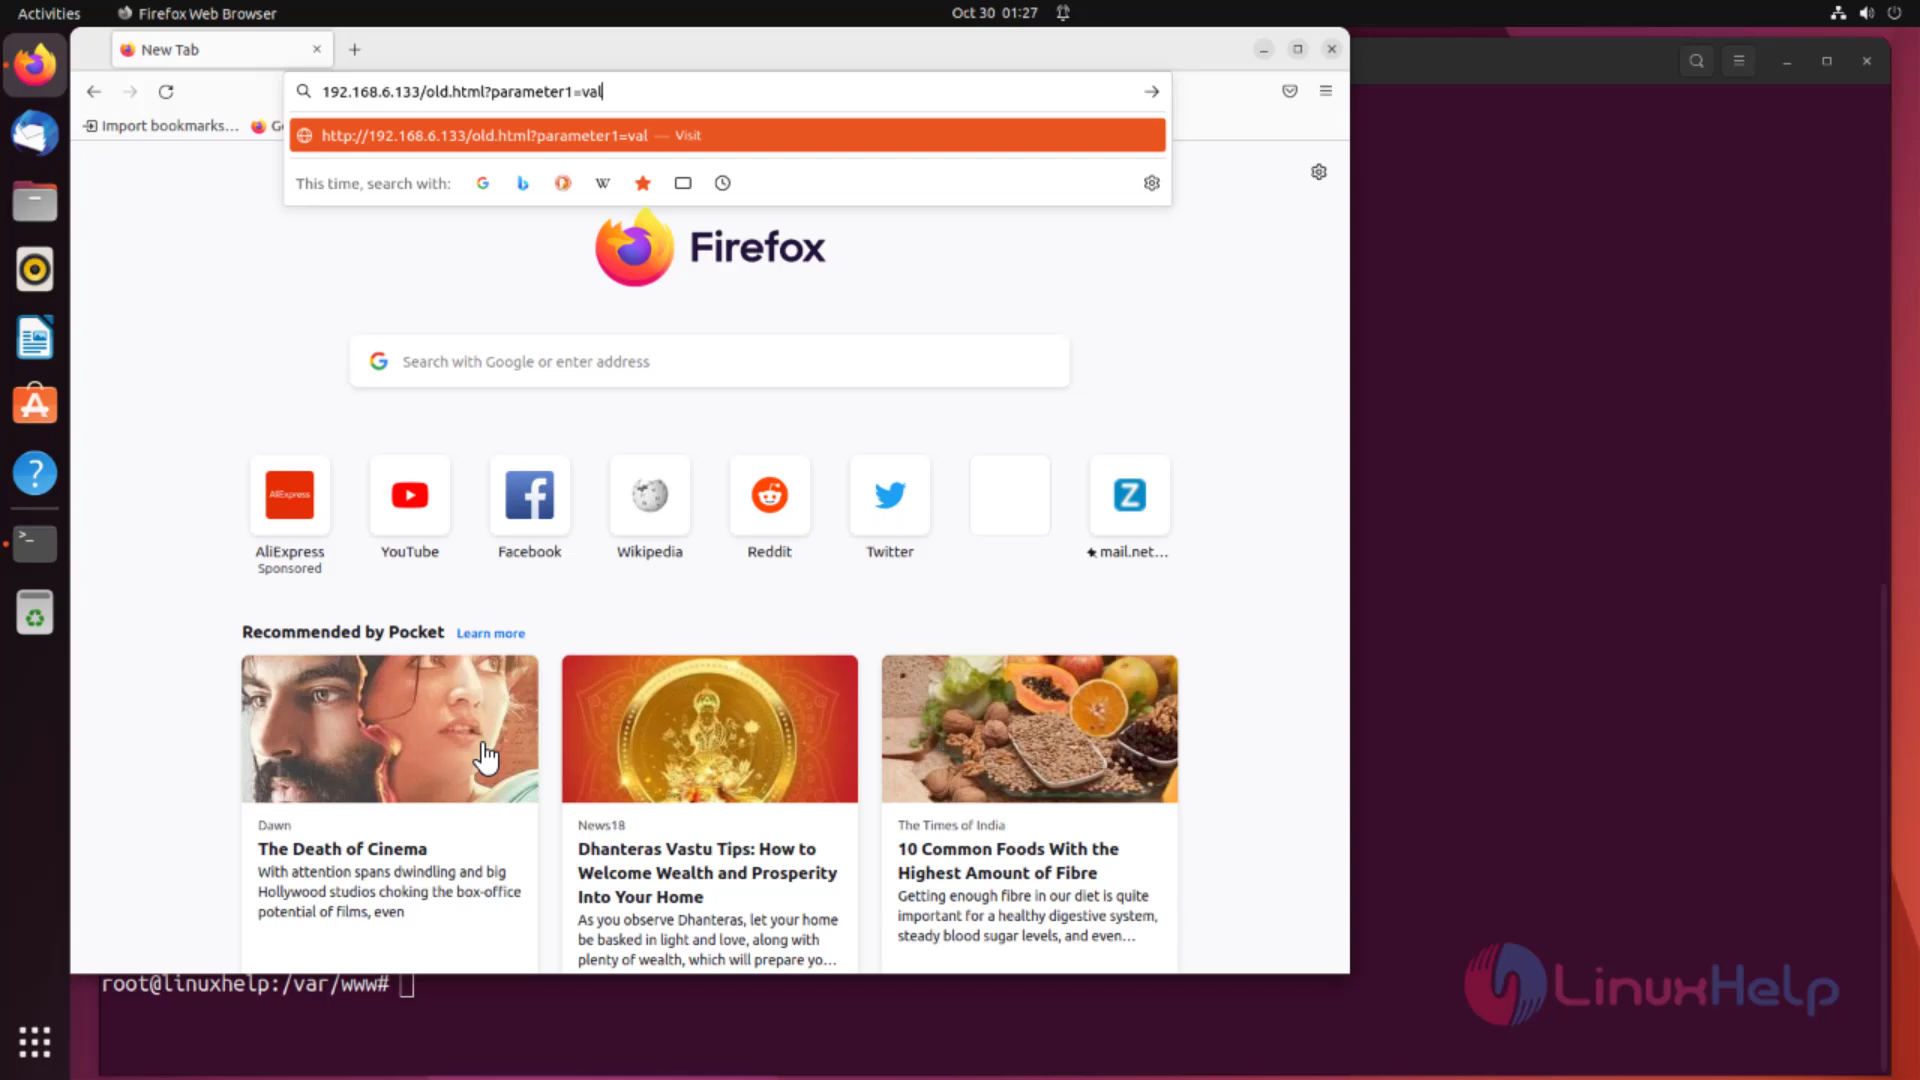 Activities
Firefox Web Browser
Oct 30 01:27
New Tab
192.168.6.133/old.html?parameter1=val
Import bookmarks...
G
http://192.168.6.133/old.html?parameter1=val — Visit
This time, search with:
Firefox
Search with Google or enter address
AliExpress
AliExpress
Sponsored
YouTube
Facebook
Wikipedia
Reddit
Twitter
mail.net...
Recommended by Pocket Learn more
Dawn
The Death of Cinema
With attention spans dwindling and big
Hollywood studios choking the box-office
potential of films, even
News18
Dhanteras Vastu Tips: How to
Welcome Wealth and Prosperity
Into Your Home
As you observe Dhanteras, let your home
be basked in light and love, along with
plenty of wealth, which will prepare yo...
The Times of India
10 Common Foods With the
Highest Amount of Fibre
Getting enough fibre in our diet is quite
important for a healthy digestive system,
steady blood sugar levels, and even...
root@linuxhelp:/var/www#
LinuxHelp